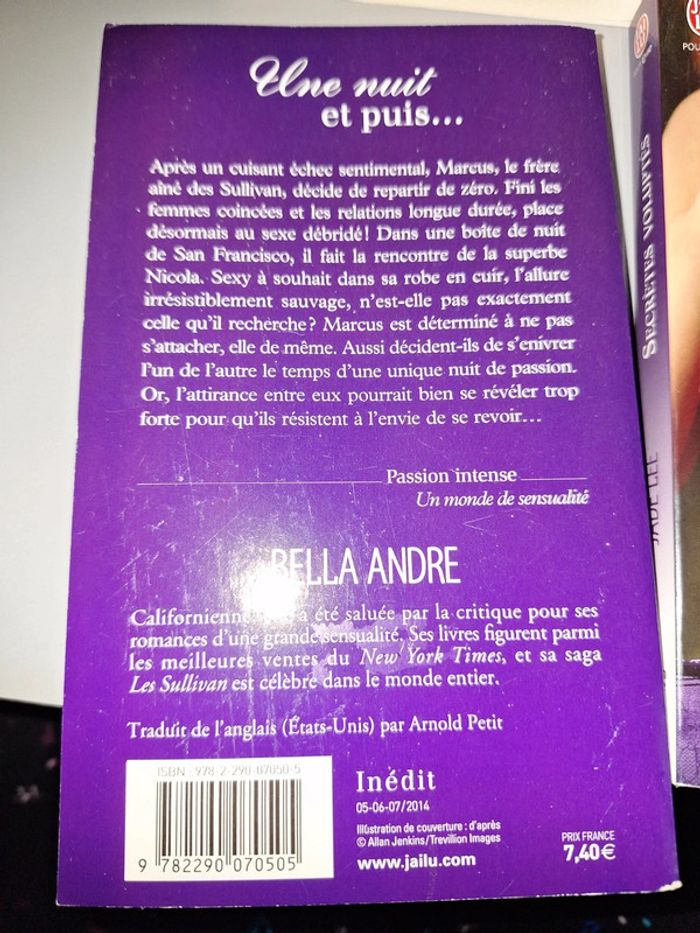 Une nuit
et puis...
Après un cuisant échec sentimental, Marcus, le frère
aîné des Sullivan, décide de repartir de zéro. Fini les
femmes coincées et les relations longue durée, place
désormais au sexe débridé! Dans une boîte de nuit
de San Francisco, il fait la rencontre de la superbe
Nicola. Sexy à souhait dans sa robe en cuir, l'allure
irrésistiblement sauvage, n'est-elle pas exactement
celle qu'il recherche? Marcus est déterminé à ne pas
s'attacher, elle de même. Aussi décident-ils de s'enivrer
l'un de l'autre le temps d'une unique nuit de passion.
Or, l'attirance entre eux pourrait bien se révéler trop
forte pour qu'ils résistent à l'envie de se revoir...
Passion intense
Un monde de sensualité
BELLA ANDRE
Californienne, a été saluée par la critique pour ses
romances d'une grande sensualité. Ses livres figurent parmi
les meilleures ventes du New York Times, et sa saga
Les Sullivan est célèbre dans le monde entier.
Traduit de l'anglais (États-Unis) par Arnold Petit
ISBN 978-2-290-07050-5
9 782290 070505
Inédit
05-06-07/2014
Illustration de couverture : d'après
© Allan Jenkins/Trevillion Images
www.jailu.com
PRIX FRANCE
7,40€
SECRÈTES VOLUPTÉS
JADE LEE
POU